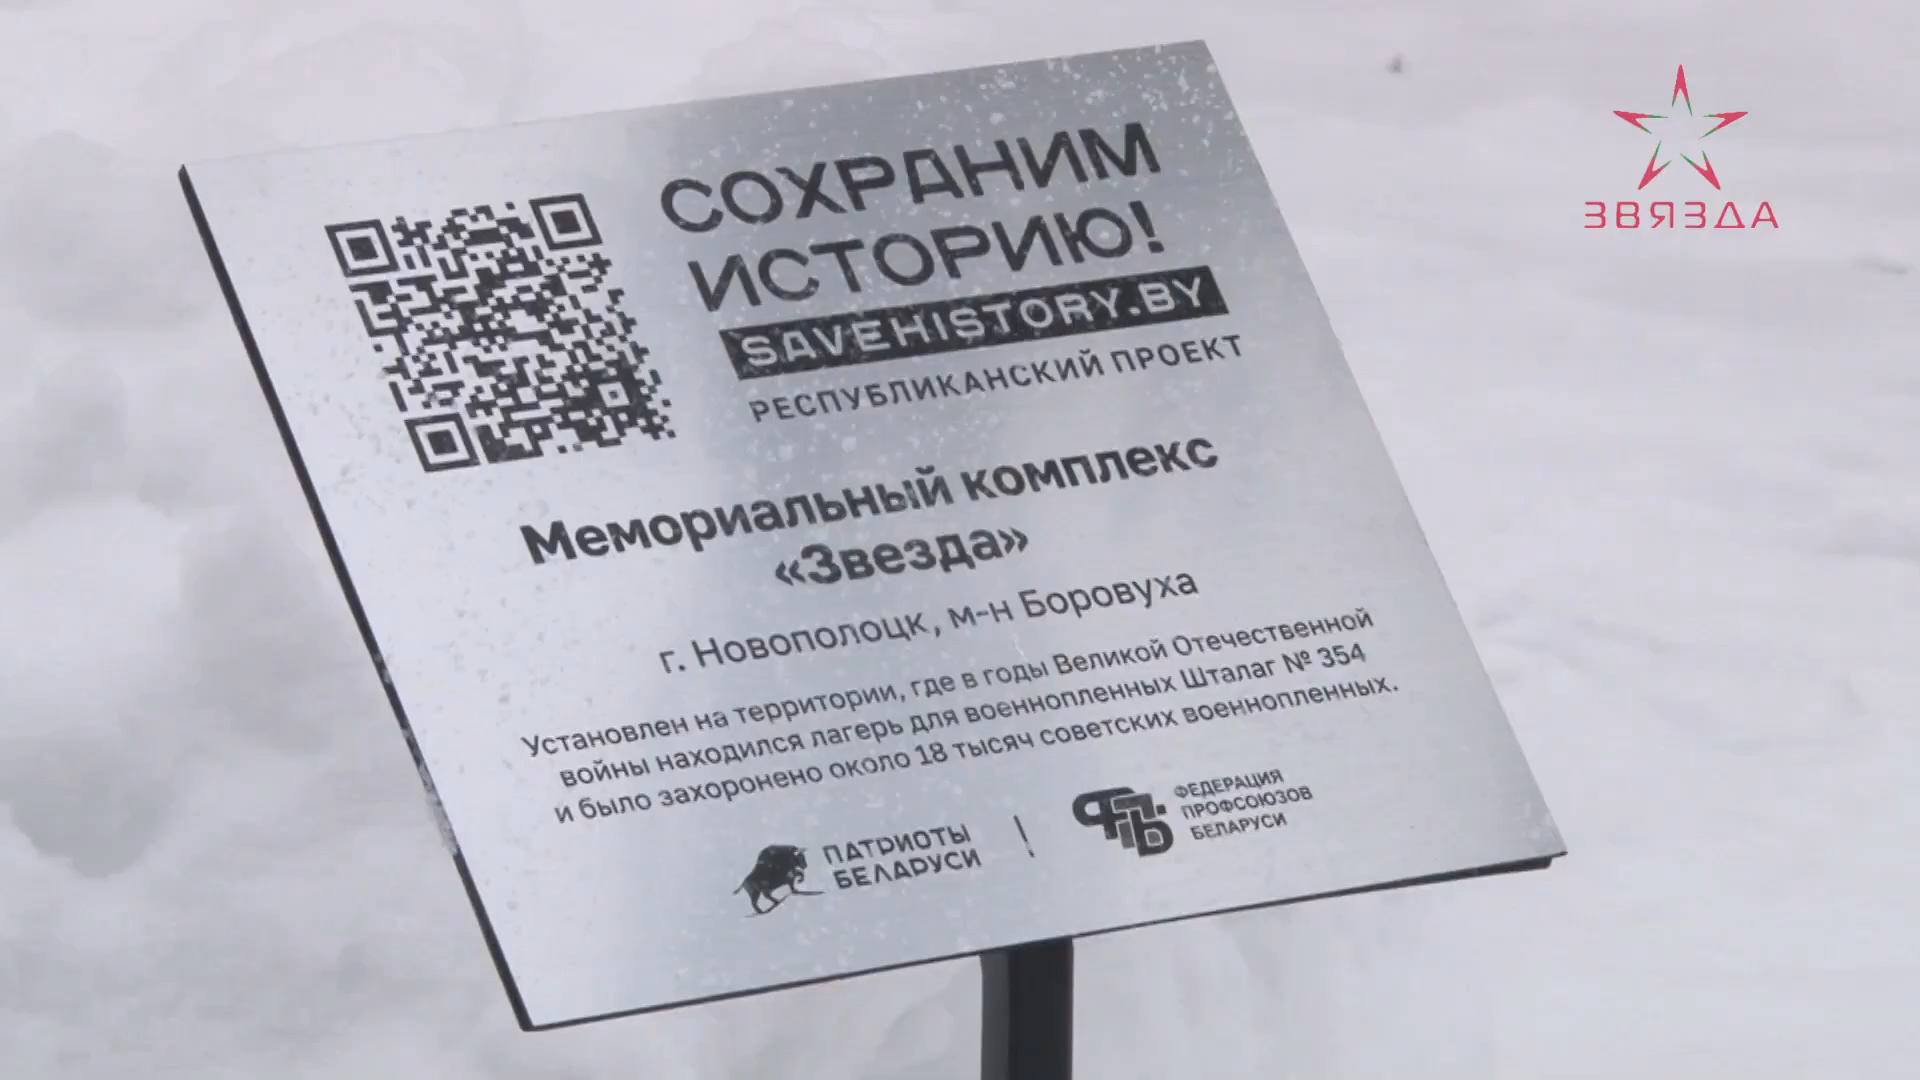 СОХРАНИМ
ИСТОРИЮ!
SAVEHISTORY.BY
РЕСПУБЛИКАНСКИЙ ПРОЕКТ
Мемориальный комплекс
«Звезда»
г. Новополоцк, м-н Боровуха
Установлен на территории, где в годы Великой Отечественной
войны находился лагерь для военнопленных Шталаг № 354
и было захоронено около 18 тысяч советских военнопленных.
ПАТРИОТЫ
БЕЛАРУСИ
ФПБ
ФЕДЕРАЦИЯ
ПРОФСОЮЗОВ
БЕЛАРУСИ
ЗВЯЗДА